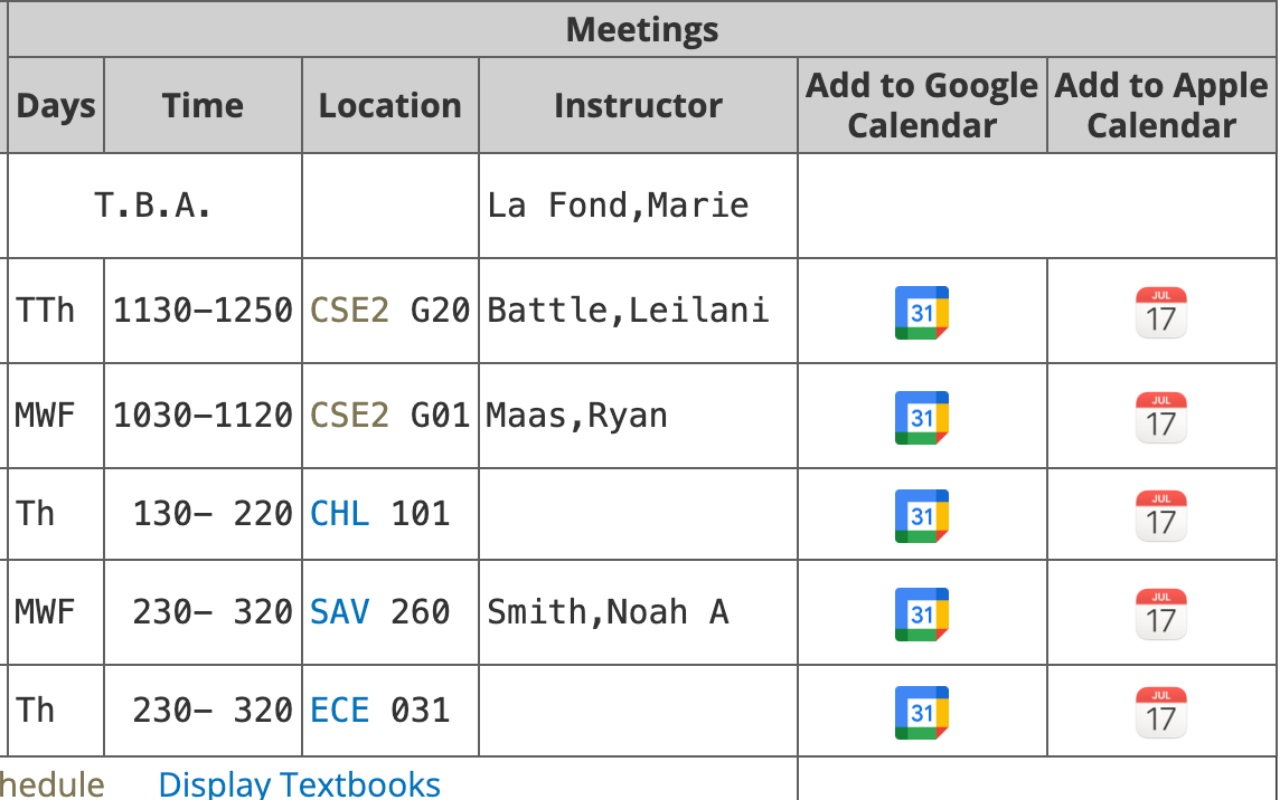 Meetings
Days Time Location Instructor Add to Google Calendar Add to Apple Calendar
T.B.A. La Fond,Marie
TTh 1130-1250 CSE2 G20 Battle,Leilani 31 JUL 17
MWF 1030-1120 CSE2 G01 Maas,Ryan 31 JUL 17
Th 130- 220 CHL 101 31 JUL 17
MWF 230- 320 SAV 260 Smith,Noah A 31 JUL 17
Th 230- 320 ECE 031 31 JUL 17
hedule Display Textbooks